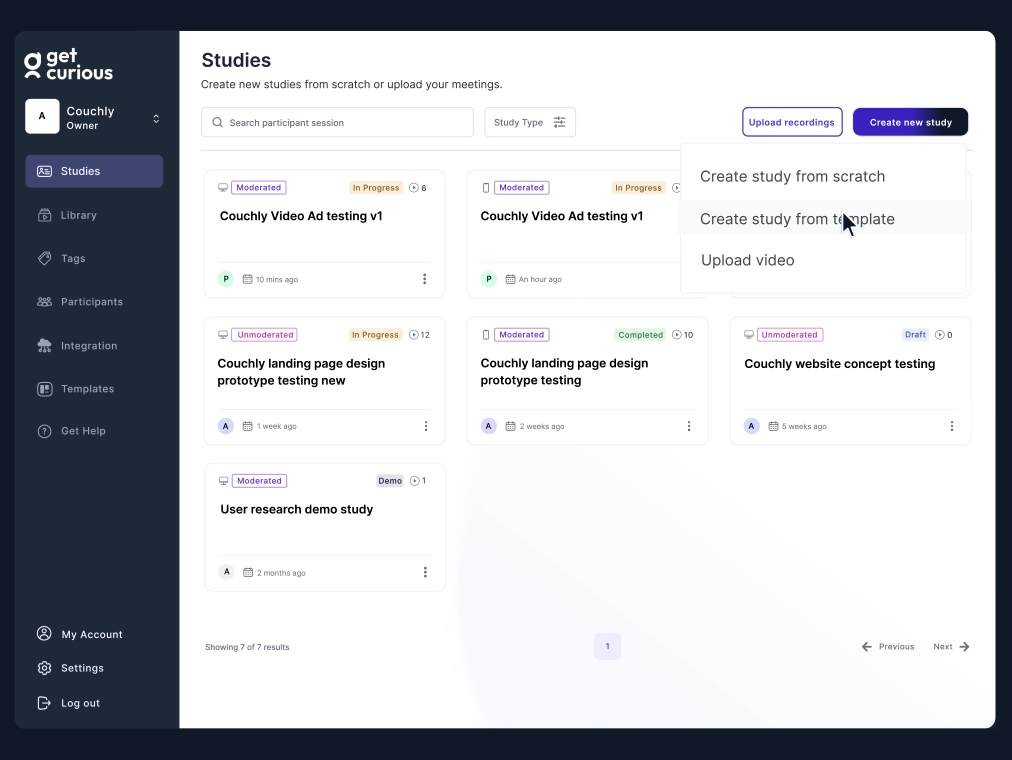 get
curious
A
Couchly
Owner
Studies
Library
Tags
Participants
Integration
Templates
Get Help
My Account
Settings
Log out
Studies
Create new studies from scratch or upload your meetings.
Search participant session
Study Type
Upload recordings
Create new study
Create study from scratch
Create study from template
Upload video
Moderated In Progress 6
Couchly Video Ad testing v1
P 10 mins ago
Moderated In Progress
Couchly Video Ad testing v1
P An hour ago
Unmoderated In Progress 12
Couchly landing page design
prototype testing new
A 1 week ago
Moderated Completed 10
Couchly landing page design
prototype testing
A 2 weeks ago
Unmoderated Draft 0
Couchly website concept testing
A 5 weeks ago
Moderated Demo 1
User research demo study
A 2 months ago
Showing 7 of 7 results
1
Previous
Next